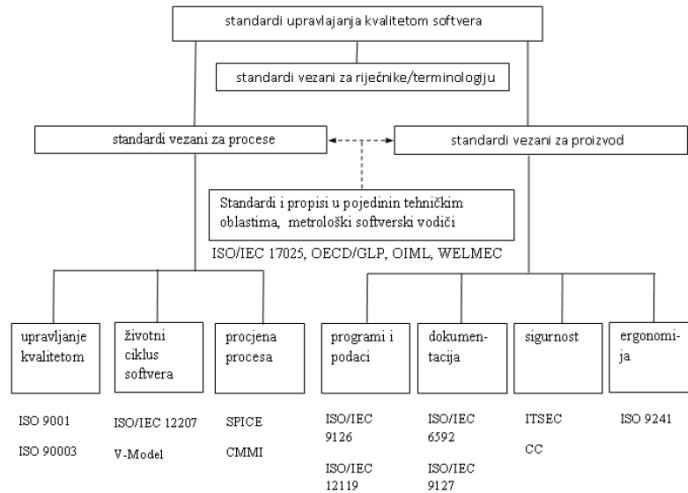 standardi upravlajanja kvalitetom softvera
standardi vezani za riječnike/terminologiju
standardi vezani za procese
standardi vezani za proizvod
Standardi i propisi u pojedinin tehničkim
oblastima, metrološki softverski vodiči
ISO/IEC 17025, OECD/GLP, OIML, WELMEC
upravljanje
kvalitetom
životni
ciklus
softvera
procjena
procesa
programi i
podaci
dokumen-
tacija
sigurnost
ergonomi-
ja
ISO 9001
ISO 90003
ISO/IEC 12207
V-Model
SPICE
CMMI
ISO/IEC
9126
ISO/IEC
12119
ISO/IEC
6592
ISO/IEC
9127
ITSEC
CC
ISO 9241